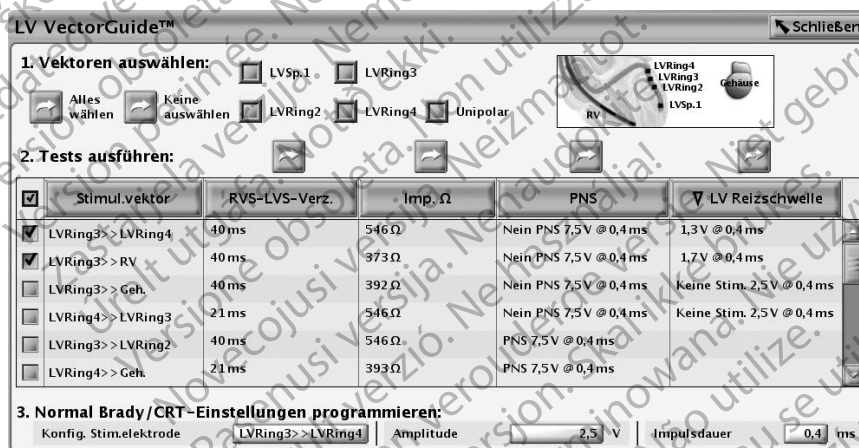 LV VectorGuide™
Schließen
1. Vektoren auswählen:
LVSp.1
LVRing3
Alles wählen
Keine auswählen
LVRing2
LVRing4
Unipolar
LVRing4
LVRing3
LVRing2
LVSp.1
RV
Gehäuse
2. Tests ausführen:
Stimul.vektor RVS-LVS-Verz. Imp. Ω PNS ∇ LV Reizschwelle
LVRing3>>LVRing4 40 ms 546 Ω Nein PNS 7,5 V @ 0,4 ms 1,3 V @ 0,4 ms
LVRing3>>RV 40 ms 373 Ω Nein PNS 7,5 V @ 0,4 ms 1,7 V @ 0,4 ms
LVRing3>>Geh. 40 ms 392 Ω Nein PNS 7,5 V @ 0,4 ms Keine Stim. 2,5 V @ 0,4 ms
LVRing4>>LVRing3 21 ms 546 Ω Nein PNS 7,5 V @ 0,4 ms Keine Stim. 2,5 V @ 0,4 ms
LVRing3>>LVRing2 40 ms 546 Ω PNS 7,5 V @ 0,4 ms
LVRing4>>Geh. 21 ms 393 Ω PNS 7,5 V @ 0,4 ms
3. Normal Brady/CRT-Einstellungen programmieren:
Konfig. Stim.elektrode LVRing3>>LVRing4 Amplitude 2,5 V Impulsdauer 0,4 ms